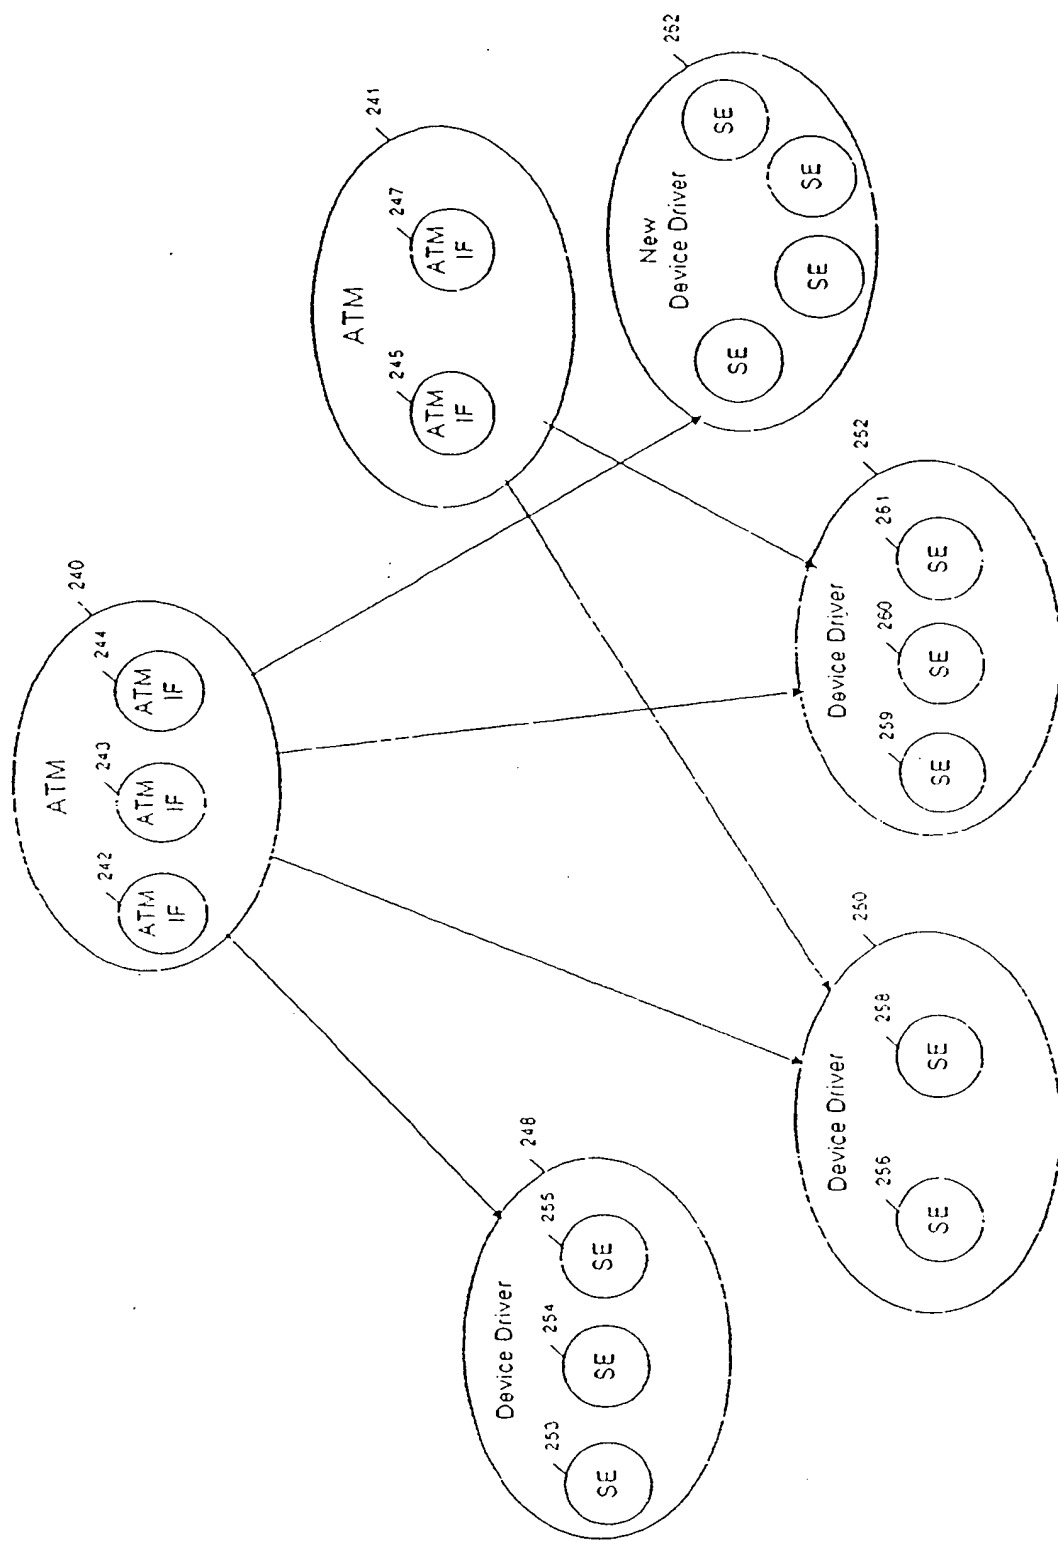 240
ATM
242
243
244
ATM
IF
ATM
IF
ATM
IF
241
ATM
245
247
ATM
IF
ATM
IF
248
Device Driver
253
254
255
SE
SE
SE
262
New
Device Driver
SE
SE
SE
SE
250
Device Driver
256
258
SE
SE
252
Device Driver
259
260
261
SE
SE
SE